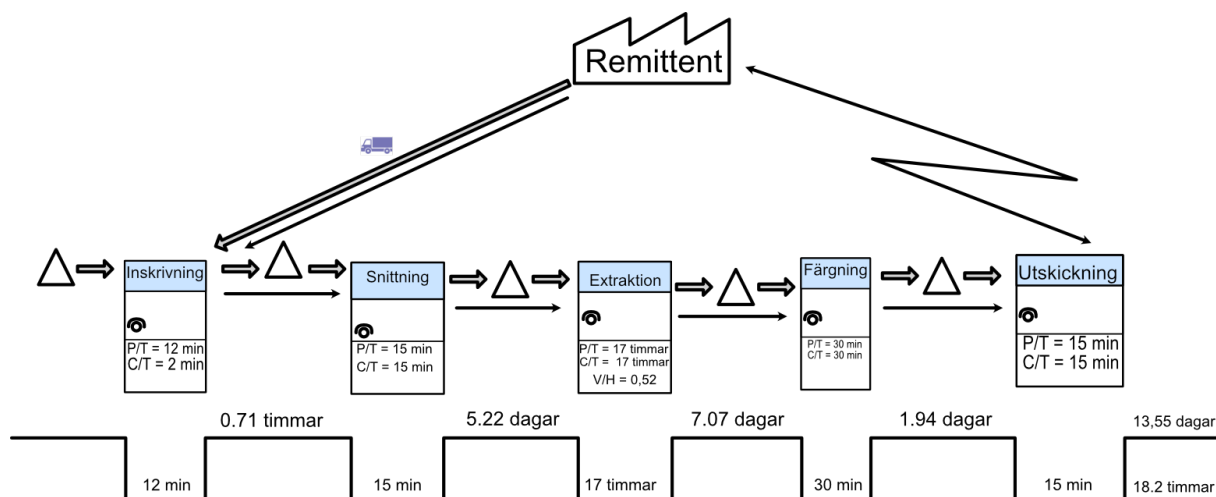 Remittent
Inskrivning
P/T = 12 min
C/T = 2 min
Snittning
P/T = 15 min
C/T = 15 min
Extraktion
P/T = 17 timmar
C/T = 17 timmar
V/H = 0,52
Färgning
P/T = 30 min
C/T = 30 min
Utskickning
P/T = 15 min
C/T = 15 min
0.71 timmar
5.22 dagar
7.07 dagar
1.94 dagar
13,55 dagar
12 min
15 min
17 timmar
30 min
15 min
18.2 timmar